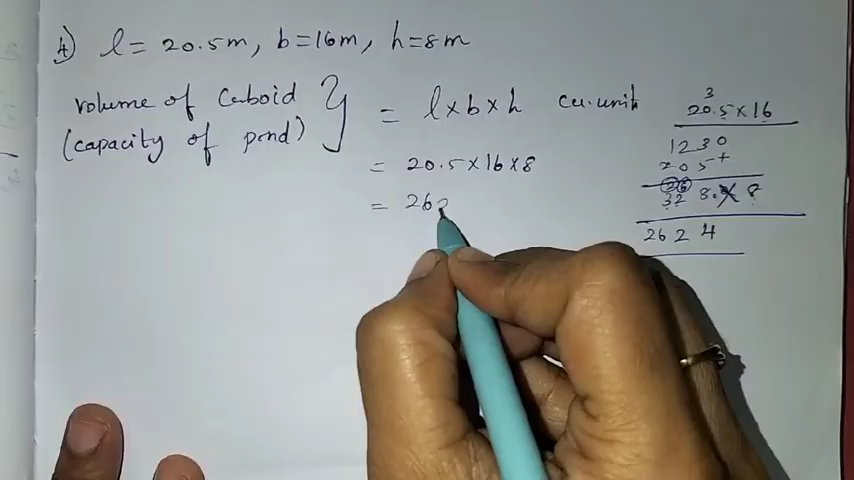 4) l = 20.5m, b=16m, h=8m
volume of Cuboid } = l×b×h cu.unit
(capacity of pond)
= 20.5×16×8
= 262
3
20.5×16
1230
205+
328.× 8
2624